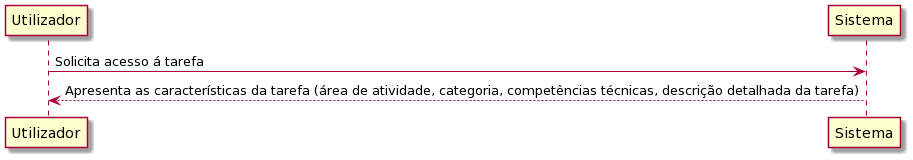 Utilizador
Sistema
Solicita acesso á tarefa
Apresenta as características da tarefa (área de atividade, categoria, competências técnicas, descrição detalhada da tarefa)
Utilizador
Sistema